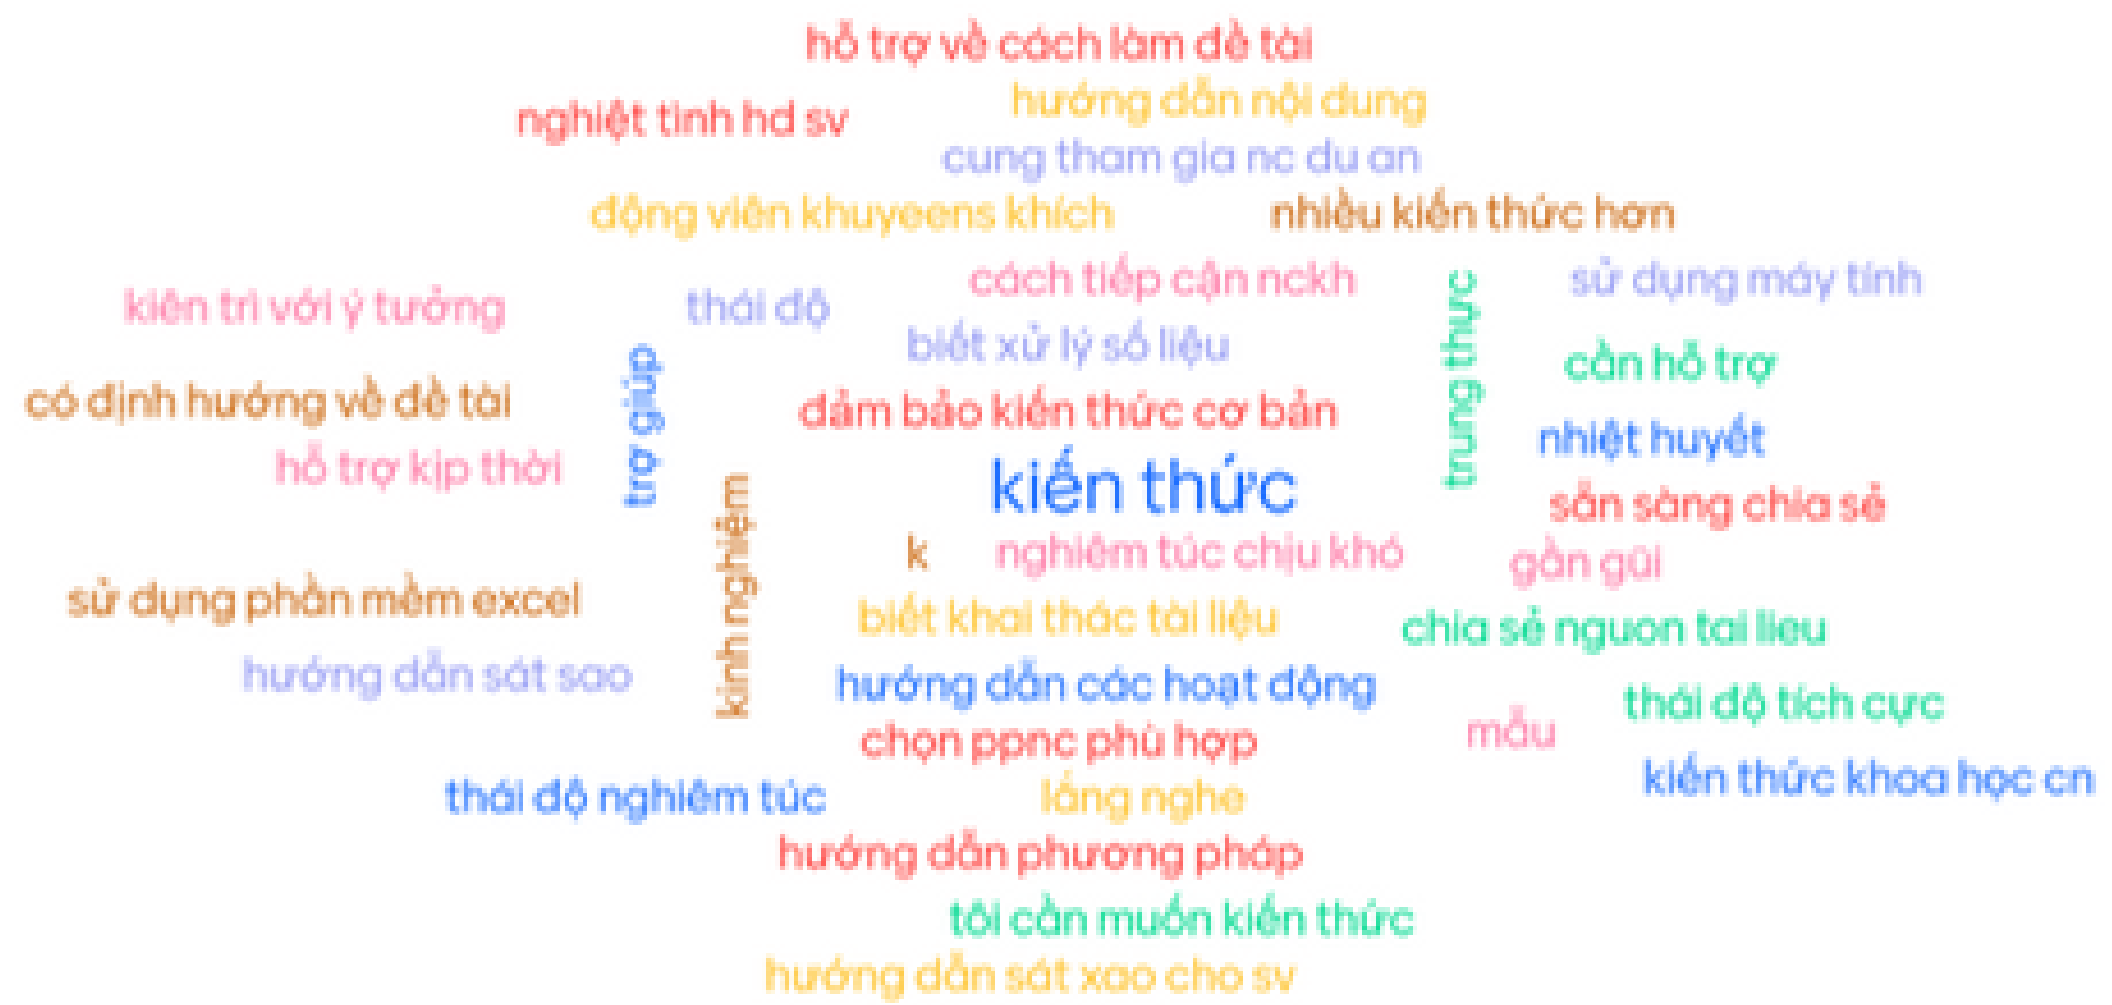 hỗ trợ về cách làm đề tài
hướng dẫn nội dung
nghiệt tình hd sv
cung tham gia nc du an
động viên khuyeens khích
nhiều kiến thức hơn
cách tiếp cận nckh
sử dụng máy tính
kiên trì với ý tưởng
thái độ
trung thực
biết xử lý số liệu
cần hỗ trợ
trợ giúp
có định hướng về đề tài
đảm bảo kiến thức cơ bản
nhiệt huyết
hỗ trợ kịp thời
kiến thức
sẵn sàng chia sẻ
kinh nghiệm
k
nghiêm túc chịu khó
gần gũi
sử dụng phần mềm excel
biết khai thác tài liệu
chia sẻ nguon tai lieu
hướng dẫn sát sao
hướng dẫn các hoạt động
thái độ tích cực
mẫu
chọn ppnc phù hợp
kiến thức khoa học cn
thái độ nghiêm túc
lắng nghe
hướng dẫn phương pháp
tôi cần muốn kiến thức
hướng dẫn sát xao cho sv